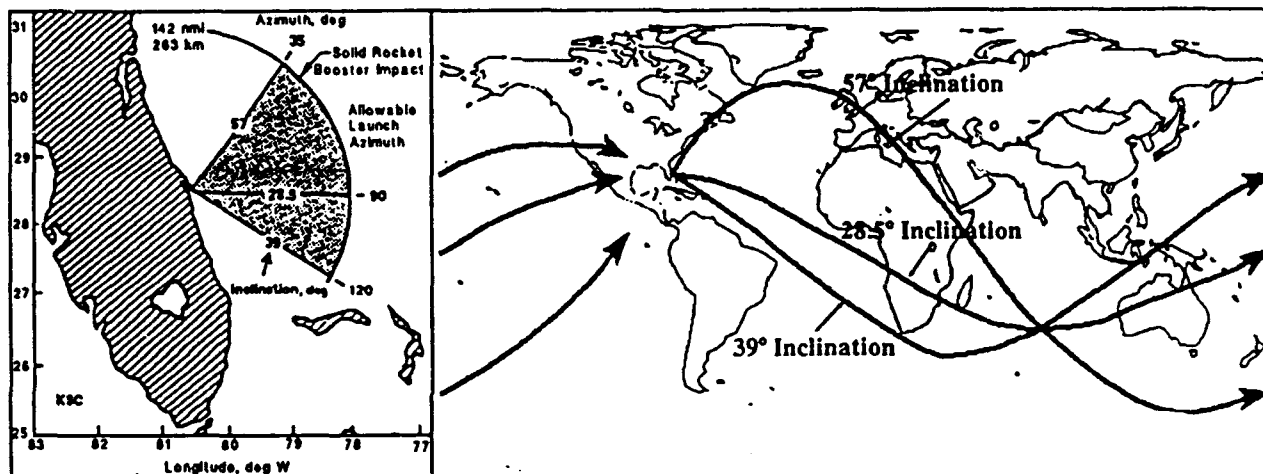 31
30
29
28
27
26
25
83
82
81
80
79
78
77
Longitude, deg W
KSC
142 nmi
263 km
Azimuth, deg
35
Solid Rocket
Booster Impact
Allowable
Launch
Azimuth
57
28.5
90
39
Inclination, deg
120
57° Inclination
28.5° Inclination
39° Inclination